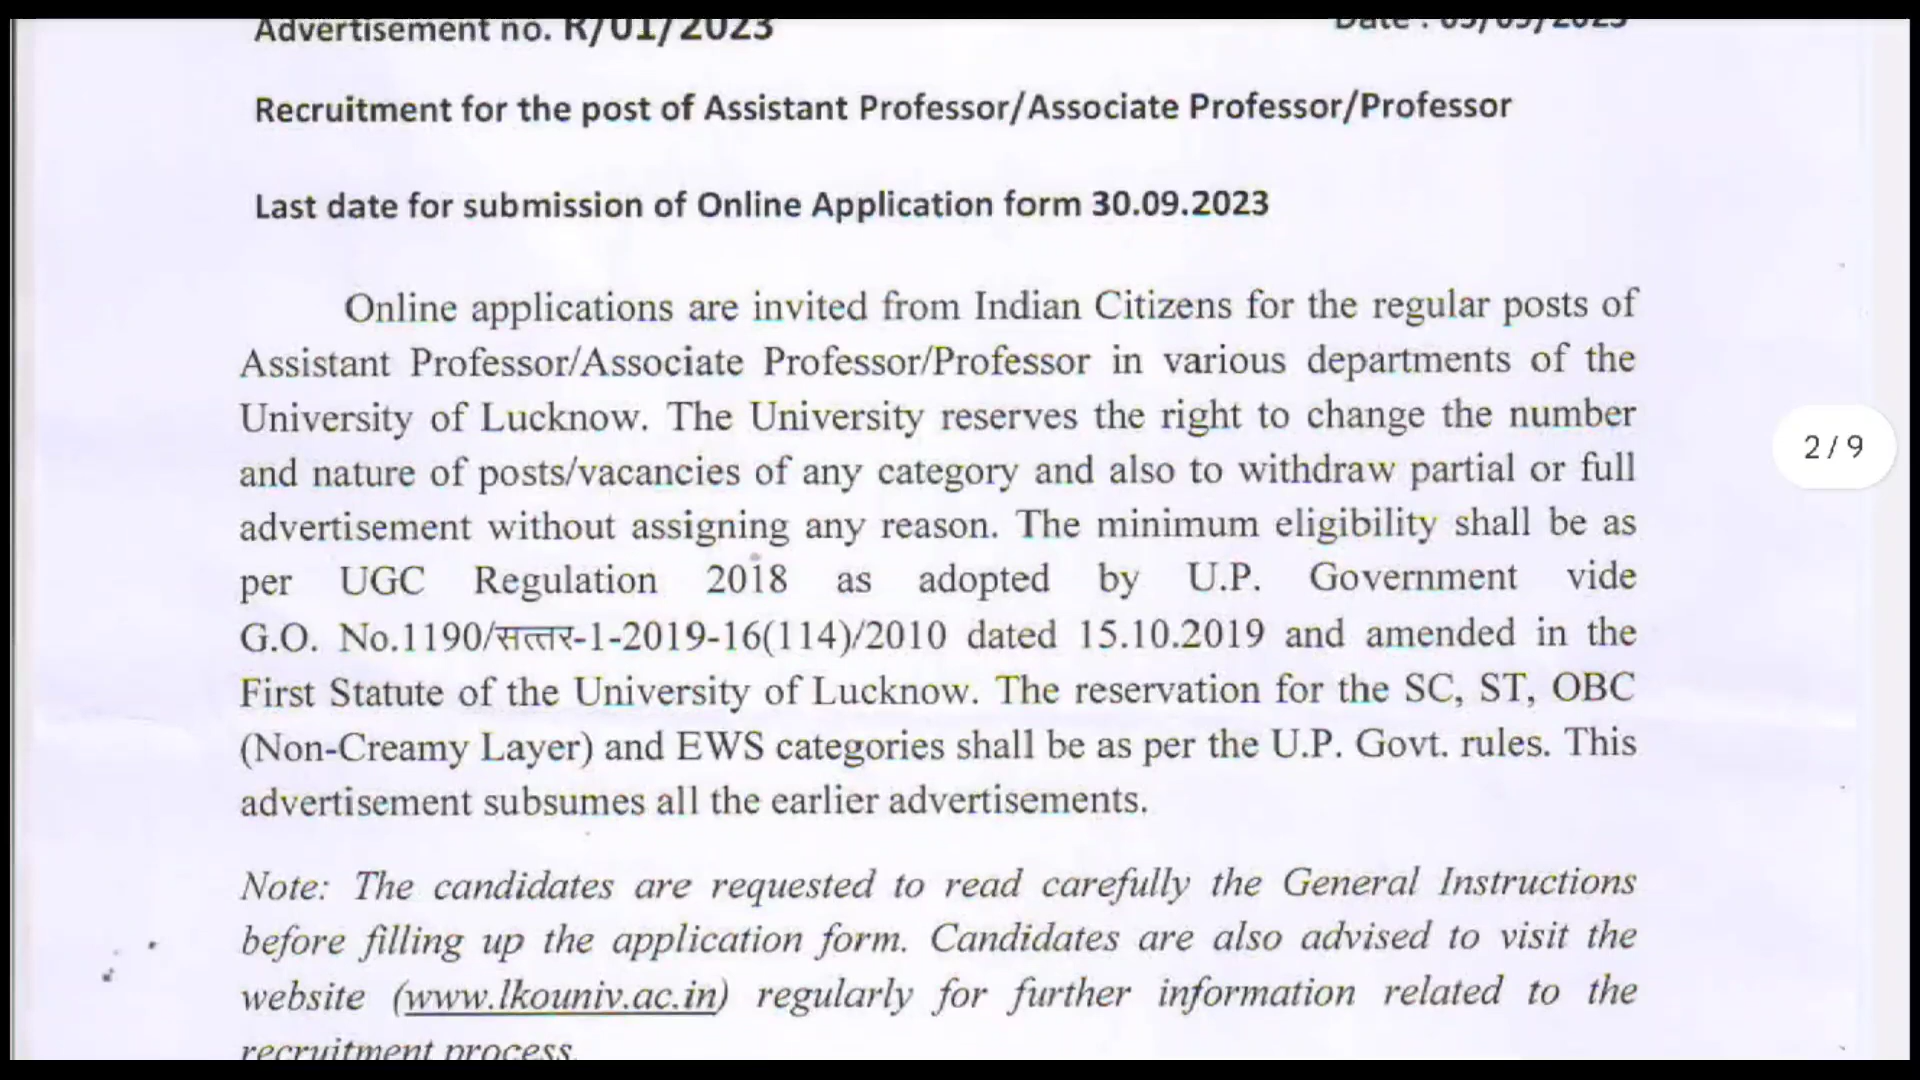 Advertisement no. R/01/2023 Date : 05/09/2023
Recruitment for the post of Assistant Professor/Associate Professor/Professor
Last date for submission of Online Application form 30.09.2023
Online applications are invited from Indian Citizens for the regular posts of
Assistant Professor/Associate Professor/Professor in various departments of the
University of Lucknow. The University reserves the right to change the number
and nature of posts/vacancies of any category and also to withdraw partial or full
advertisement without assigning any reason. The minimum eligibility shall be as
per UGC Regulation 2018 as adopted by U.P. Government vide
G.O. No.1190/सत्तर-1-2019-16(114)/2010 dated 15.10.2019 and amended in the
First Statute of the University of Lucknow. The reservation for the SC, ST, OBC
(Non-Creamy Layer) and EWS categories shall be as per the U.P. Govt. rules. This
advertisement subsumes all the earlier advertisements.
2 / 9
Note: The candidates are requested to read carefully the General Instructions
before filling up the application form. Candidates are also advised to visit the
website (www.lkouniv.ac.in) regularly for further information related to the
recruitment process.